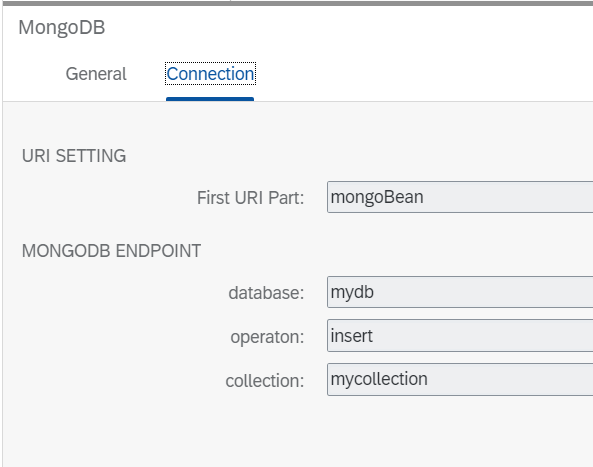 MongoDB
General Connection
URI SETTING
First URI Part: mongoBean
MONGODB ENDPOINT
database: mydb
operaton: insert
collection: mycollection